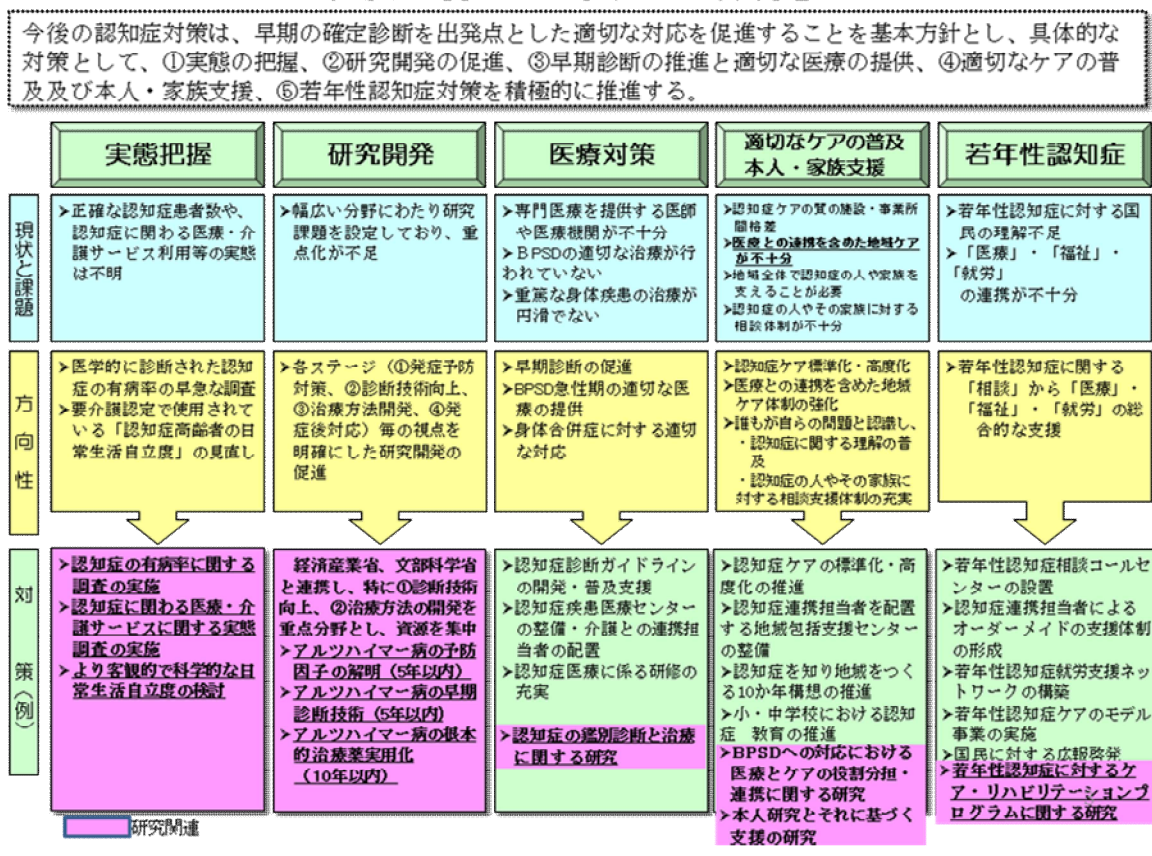 今後の認知症対策は、早期の確定診断を出発点とした適切な対応を促進することを基本方針とし、具体的な
対策として、①実態の把握、②研究開発の促進、③早期診断の推進と適切な医療の提供、④適切なケアの普
及及び本人・家族支援、⑤若年性認知症対策を積極的に推進する。
実態把握
研究開発
医療対策
適切なケアの普及
本人・家族支援
若年性認知症
現状と課題
➤正確な認知症患者数や、
認知症に関わる医療・介
護サービス利用等の実態
は不明
➤幅広い分野にわたり研究
課題を設定しており、重
点化が不足
➤専門医療を提供する医師
や医療機関が不十分
➤BPSDの適切な治療が行
われていない
➤重篤な身体疾患の治療が
円滑でない
➤認知症ケアの質の施設・事業所
間格差
➤医療との連携を含めた地域ケア
が不十分
➤地域全体で認知症の人や家族を
支えることが必要
➤認知症の人やその家族に対する
相談体制が不十分
➤若年性認知症に対する国
民の理解不足
➤「医療」・「福祉」・
「就労」
の連携が不十分
方向性
➤医学的に診断された認知
症の有病率の早急な調査
➤要介護認定で使用されて
いる「認知症高齢者の日
常生活自立度」の見直し
➤各ステージ（①発症予防
対策、②診断技術向上、
③治療方法開発、④発
症後対応）毎の視点を
明確にした研究開発の
促進
➤早期診断の促進
➤BPSD急性期の適切な医
療の提供
➤身体合併症に対する適切
な対応
➤認知症ケア標準化・高度化
➤医療との連携を含めた地域
ケア体制の強化
➤誰もが自らの問題と認識し、
・認知症に関する理解の普
及
・認知症の人やその家族に
対する相談支援体制の充実
➤若年性認知症に関する
「相談」から「医療」・
「福祉」・「就労」の総
合的な支援
対策（例）
➤認知症の有病率に関する
調査の実施
➤認知症に関わる医療・介
護サービスに関する実態
調査の実施
➤より客観的で科学的な日
常生活自立度の検討
経済産業省、文部科学省
と連携し、特に①診断技術
向上、②治療方法の開発を
重点分野とし、資源を集中
➤アルツハイマー病の予防
因子の解明（5年以内）
➤アルツハイマー病の早期
診断技術（5年以内）
➤アルツハイマー病の根本
的治療薬実用化
（10年以内）
➤認知症診断ガイドライン
の開発・普及支援
➤認知症疾患医療センター
の整備・介護との連携担
当者の配置
➤認知症医療に係る研修の
充実
➤認知症の鑑別診断と治療
に関する研究
➤認知症ケアの標準化・高
度化の推進
➤認知症連携担当者を配置
する地域包括支援センター
の整備
➤認知症を知り地域をつく
る10か年構想の推進
➤小・中学校における認知
症 教育の推進
➤BPSDへの対応における
医療とケアの役割分担・
連携に関する研究
➤本人研究とそれに基づく
支援の研究
➤若年性認知症相談コールセ
ンターの設置
➤認知症連携担当者による
オーダーメイドの支援体制
の形成
➤若年性認知症就労支援ネッ
トワークの構築
➤若年性認知症ケアのモデル
事業の実施
➤国民に対する広報啓発
➤若年性認知症に対するケ
ア・リハビリテーションプ
ログラムに関する研究
研究関連